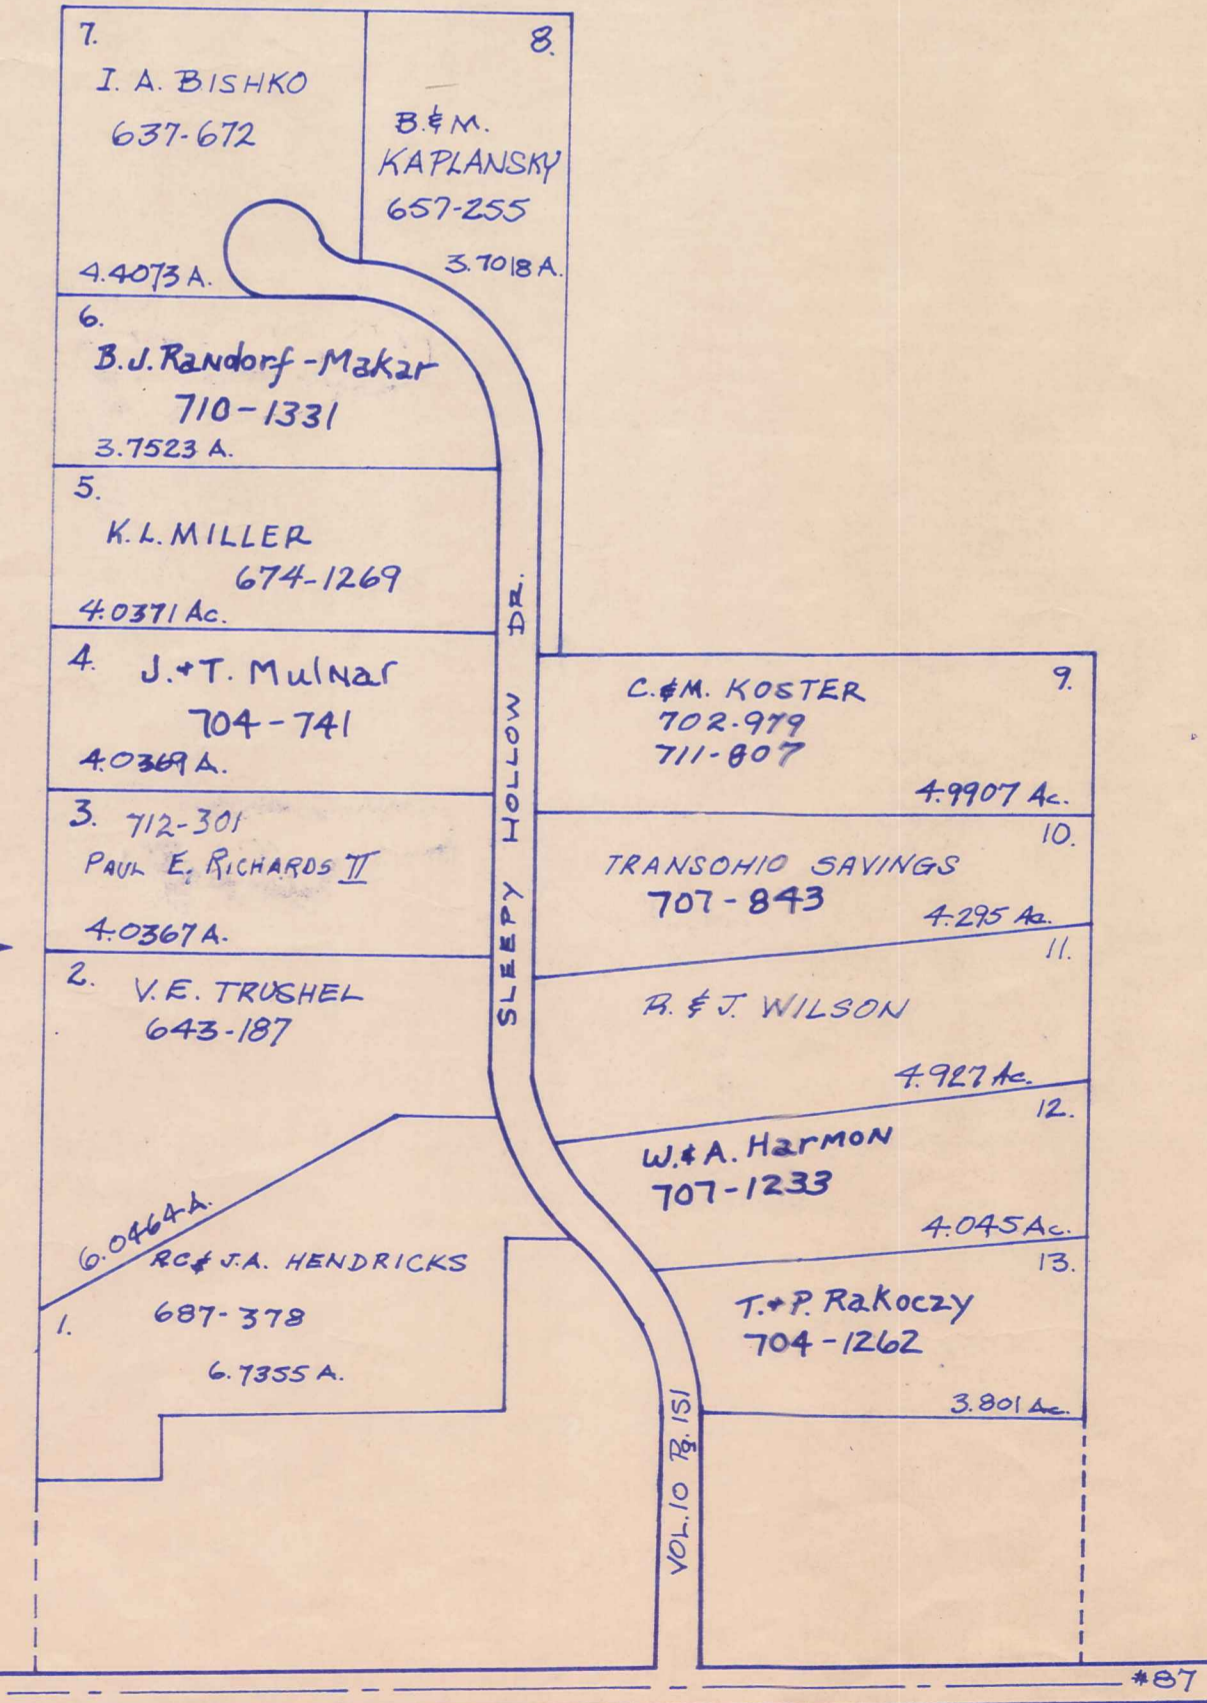 7.
I. A. BISHKO
637-672
4.4073 A.
8.
B. & M.
KAPLANSKY
657-255
3.7018 A.
6.
B.J. Randorf-Makar
710-1331
3.7523 A.
5.
K.L. MILLER
674-1269
4.0371 Ac.
4. J. + T. Mulnar
704-741
4.0369 A.
3. 712-301
PAUL E. RICHARDS II
4.0367 A.
2. V.E. TRUSHEL
643-187
6.0464 A.
RC & J.A. HENDRICKS
1. 687-378
6.7355 A.
SLEEPY HOLLOW DR.
9.
C. & M. KOSTER
702-979
711-807
4.9907 Ac.
10.
TRANSOHIO SAVINGS
707-843
4.295 Ac.
11.
R. & J. WILSON
4.927 Ac.
12.
W. & A. Harmon
707-1233
4.045 Ac.
13.
T. + P. Rakoczy
704-1262
3.801 Ac.
VOL. 10 Pg. 151
#87